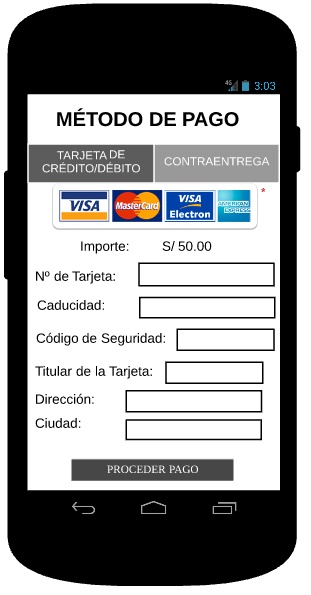 4G 3:03
MÉTODO DE PAGO
TARJETA DE
CRÉDITO/DÉBITO
CONTRAENTREGA
VISA MasterCard VISA Electron AMERICAN EXPRESS *
Importe: S/ 50.00
Nº de Tarjeta:
Caducidad:
Código de Seguridad:
Titular de la Tarjeta:
Dirección:
Ciudad:
PROCEDER PAGO